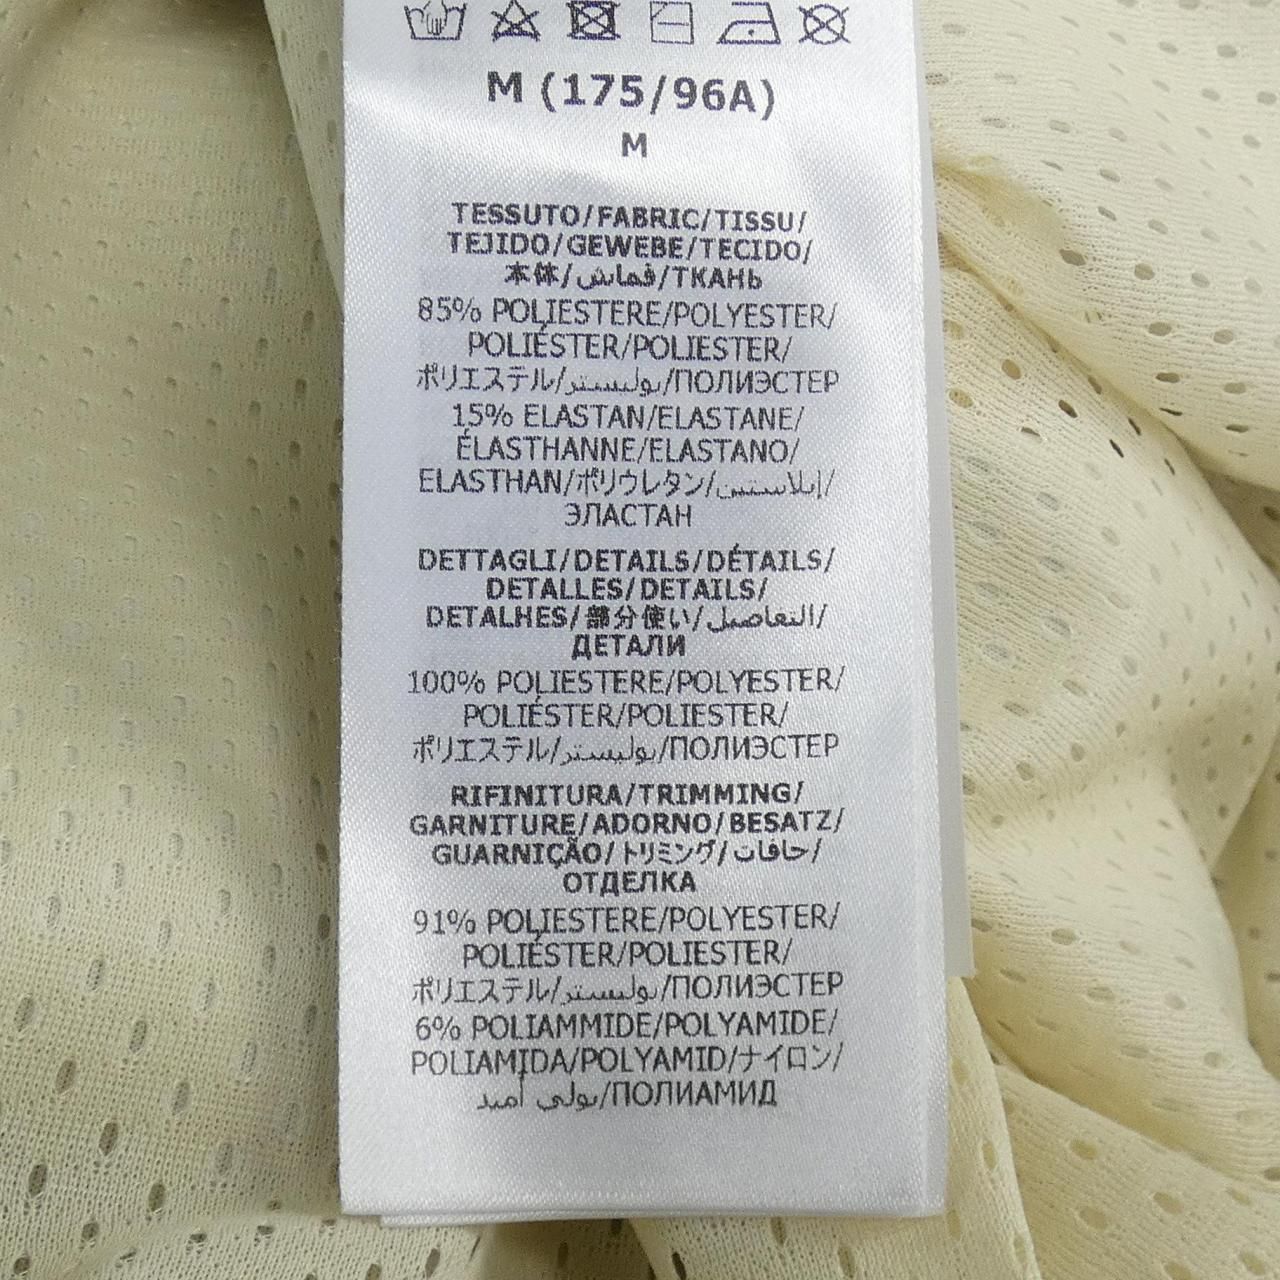 M (175/96A)
M
TESSUTO/FABRIC/TISSU/
TEJIDO/GEWEBE/TECIDO/
本体/قماش/ТКАНЬ
85% POLIESTERE/POLYESTER/
POLIÉSTER/POLIESTER/
ポリエステル/بوليستر/ПОЛИЭСТЕР
15% ELASTAN/ELASTANE/
ÉLASTHANNE/ELASTANO/
ELASTHAN/ポリウレタン/إيلاستين/
ЭЛАСТАН
DETTAGLI/DETAILS/DÉTAILS/
DETALLES/DETAILS/
DETALHES/部分使い/التفاصيل/
ДЕТАЛИ
100% POLIESTERE/POLYESTER/
POLIÉSTER/POLIESTER/
ポリエステル/بوليستر/ПОЛИЭСТЕР
RIFINITURA/TRIMMING/
GARNITURE/ADORNO/BESATZ/
GUARNIÇÃO/トリミング/حافات/
ОТДЕЛКА
91% POLIESTERE/POLYESTER/
POLIÉSTER/POLIESTER/
ポリエステル/بوليستر/ПОЛИЭСТЕР
6% POLIAMMIDE/POLYAMIDE/
POLIAMIDA/POLYAMID/ナイロン/
بولي أميد/ПОЛИАМИД